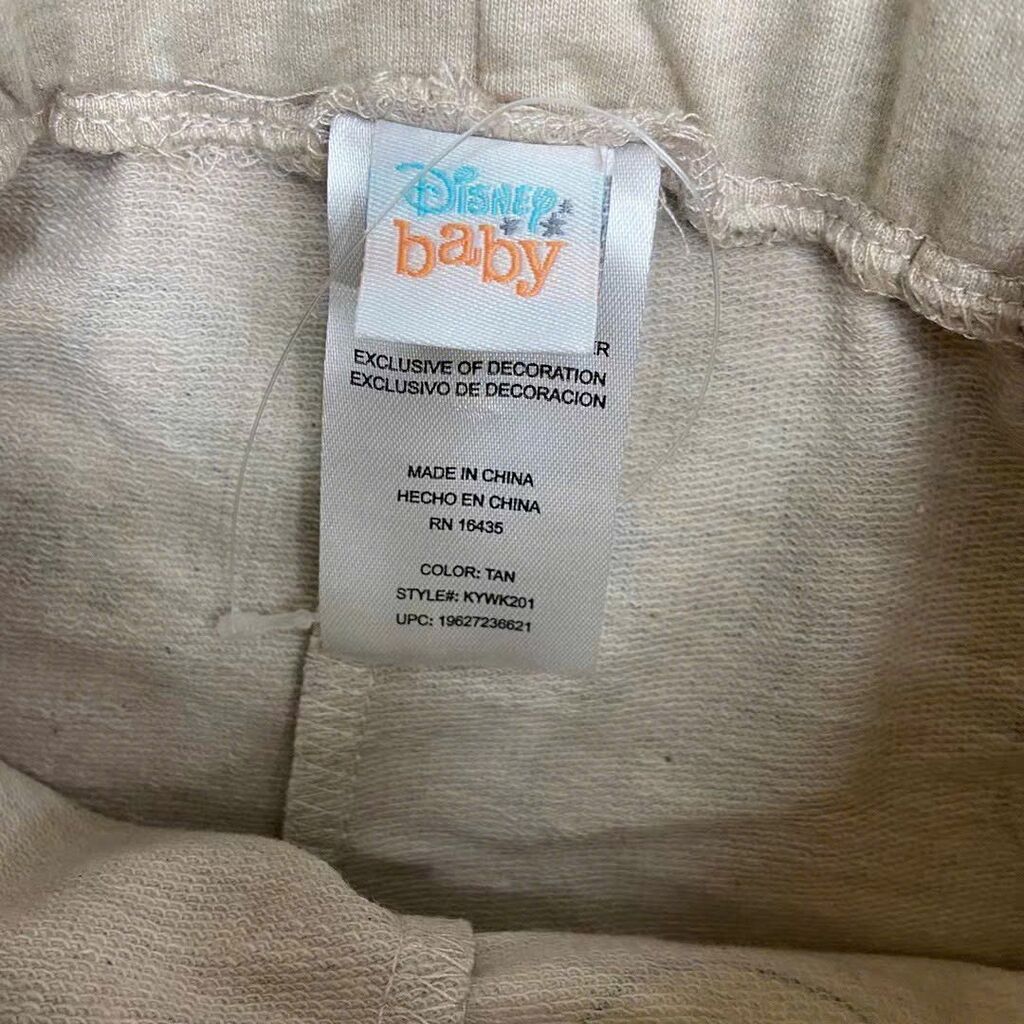 Disney
baby
EXCLUSIVE OF DECORATION
EXCLUSIVO DE DECORACION
MADE IN CHINA
HECHO EN CHINA
RN 16435
COLOR: TAN
STYLE#: KYWK201
UPC: 19627236621